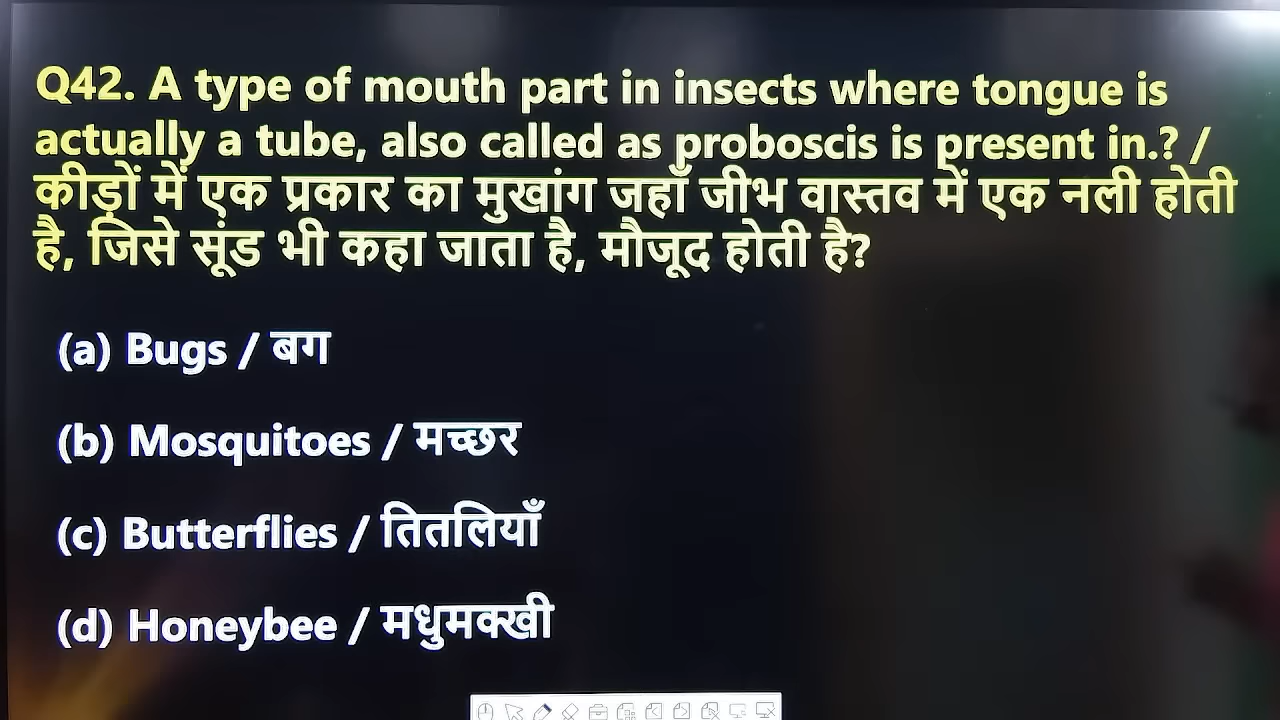 Q42. A type of mouth part in insects where tongue is
actually a tube, also called as proboscis is present in.? /
कीड़ों में एक प्रकार का मुखांग जहाँ जीभ वास्तव में एक नली होती
है, जिसे सूंड भी कहा जाता है, मौजूद होती है?
(a) Bugs / बग
(b) Mosquitoes / मच्छर
(c) Butterflies / तितलियाँ
(d) Honeybee / मधुमक्खी